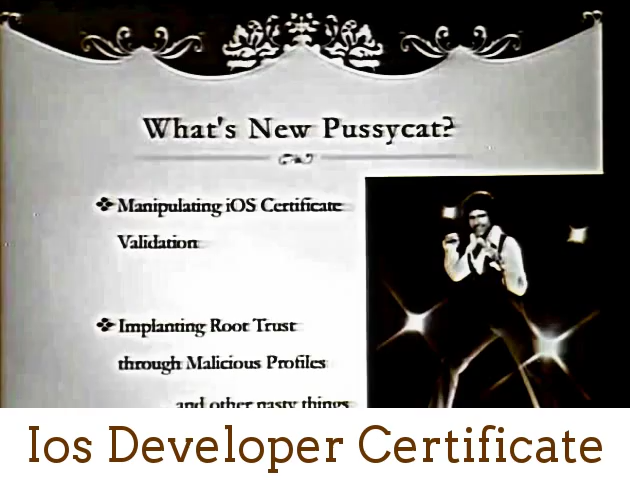 What's New Pussycat?
Manipulating iOS Certificate
Validation
Implanting Root Trust
through Malicious Profiles
and other nasty things
Ios Developer Certificate